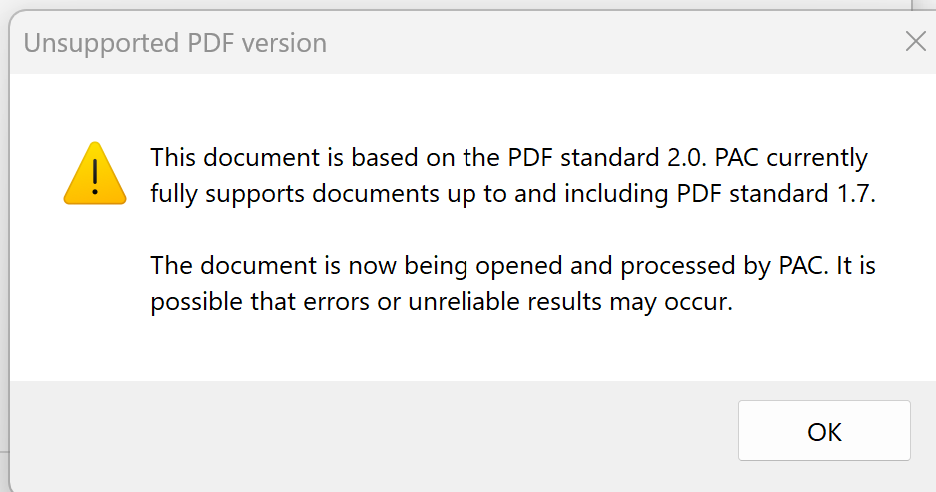 Unsupported PDF version
This document is based on the PDF standard 2.0. PAC currently
fully supports documents up to and including PDF standard 1.7.
The document is now being opened and processed by PAC. It is
possible that errors or unreliable results may occur.
OK